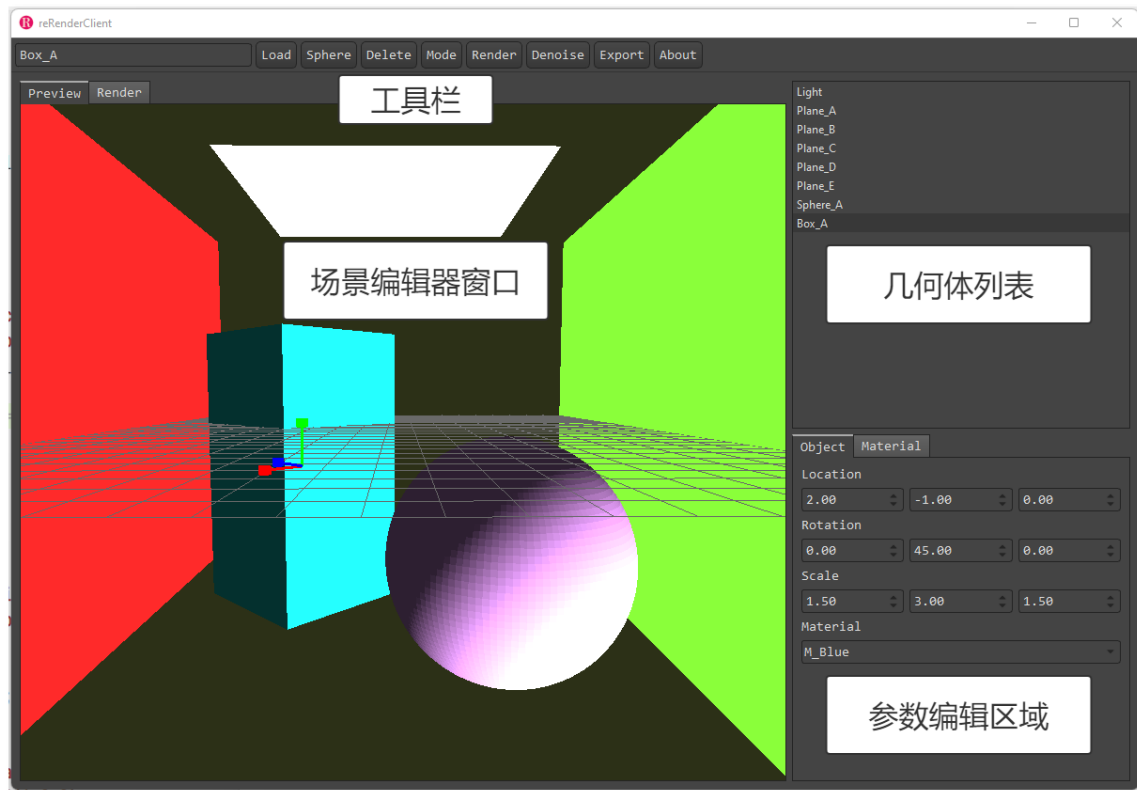 reRenderClient
Box_A Load Sphere Delete Mode Render Denoise Export About
Preview Render
工具栏
场景编辑器窗口
Light
Plane_A
Plane_B
Plane_C
Plane_D
Plane_E
Sphere_A
Box_A
几何体列表
Object Material
Location
2.00 -1.00 0.00
Rotation
0.00 45.00 0.00
Scale
1.50 3.00 1.50
Material
M_Blue
参数编辑区域